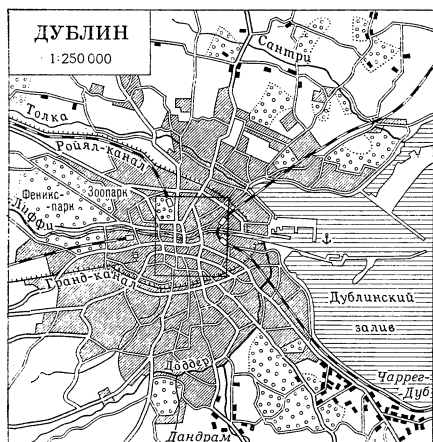 ДУБЛИН
1:250 000
Сантри
Толка
Ройял-канал
Зоопарк
Феникс-
парк
Лиффи
Гранд-канал
Дублинский
залив
Доддер
Чаррег-
Дуб
Дандрам